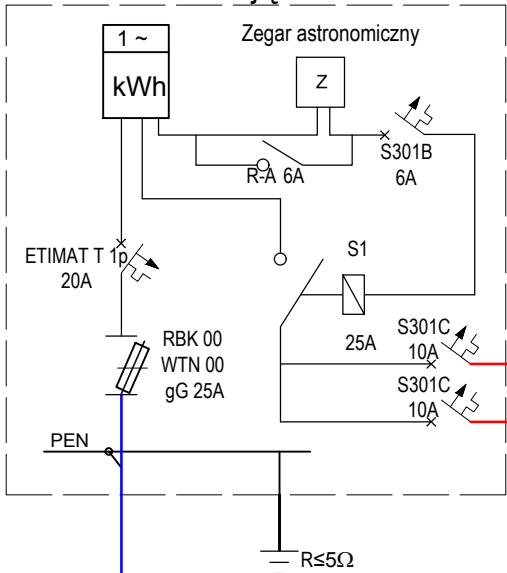 1 ~
kWh
Zegar astronomiczny
Z
R-A 6A
S301B
6A
ETIMAT T 1p
20A
S1
25A
RBK 00
WTN 00
gG 25A
S301C
10A
S301C
10A
PEN
R≤5Ω